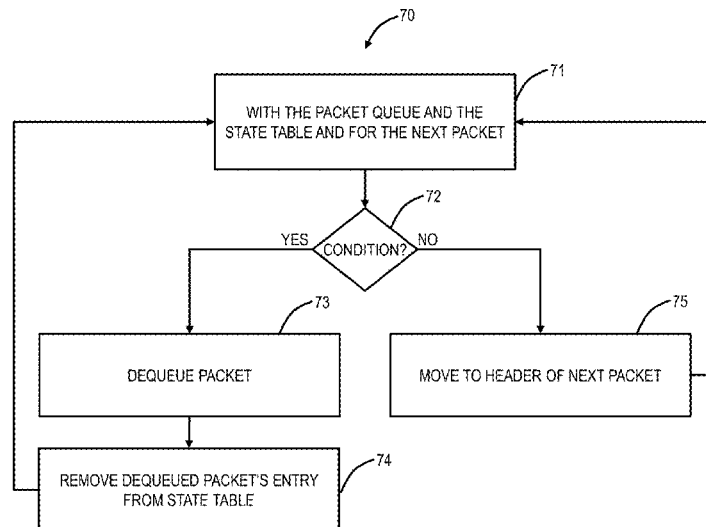 70
71
WITH THE PACKET QUEUE AND THE
STATE TABLE AND FOR THE NEXT PACKET
72
YES
CONDITION?
NO
73
DEQUEUE PACKET
75
MOVE TO HEADER OF NEXT PACKET
74
REMOVE DEQUEUED PACKET'S ENTRY
FROM STATE TABLE